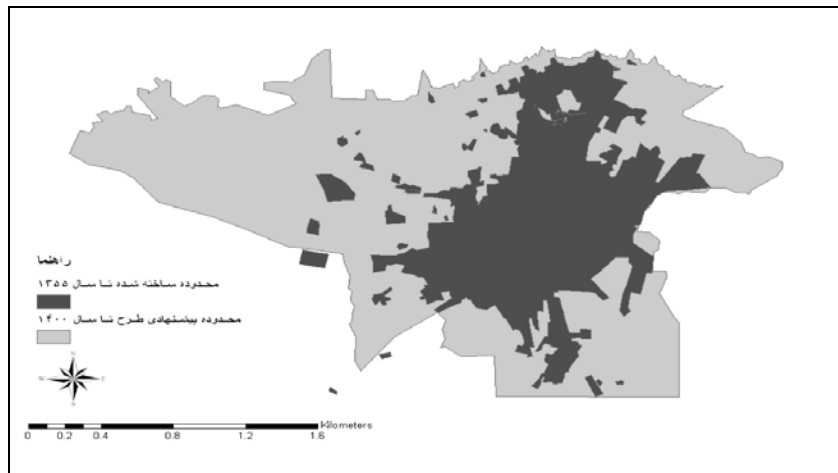 راهنما
محدوده ساخته شده تا سال ۱۳۵۵
محدوده پیشنهادی طرح تا سال ۱۴۰۰
N
W E
S
Kilometers
0 0.2 0.4 0.8 1.2 1.6